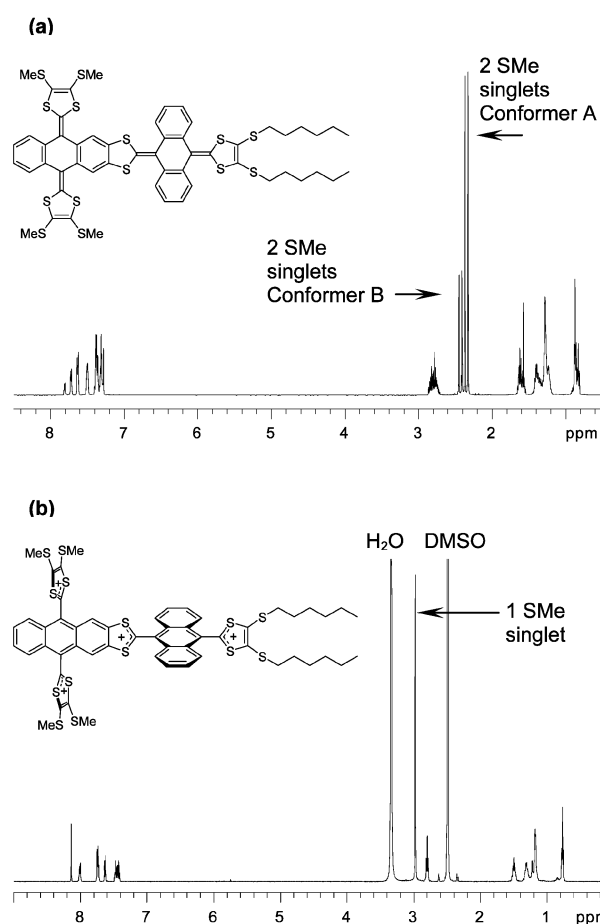 (a)
MeS
SMe
S
S
S
S
S
S
S
S
S
S
MeS
SMe
2 SMe
singlets
Conformer A
2 SMe
singlets
Conformer B
8
7
6
5
4
3
2
ppm
(b)
MeS
SMe
S
+
S
S
+
S
S
+
S
S
S
S
+
S
MeS
SMe
H₂O
DMSO
1 SMe
singlet
8
7
6
5
4
3
2
1
ppm